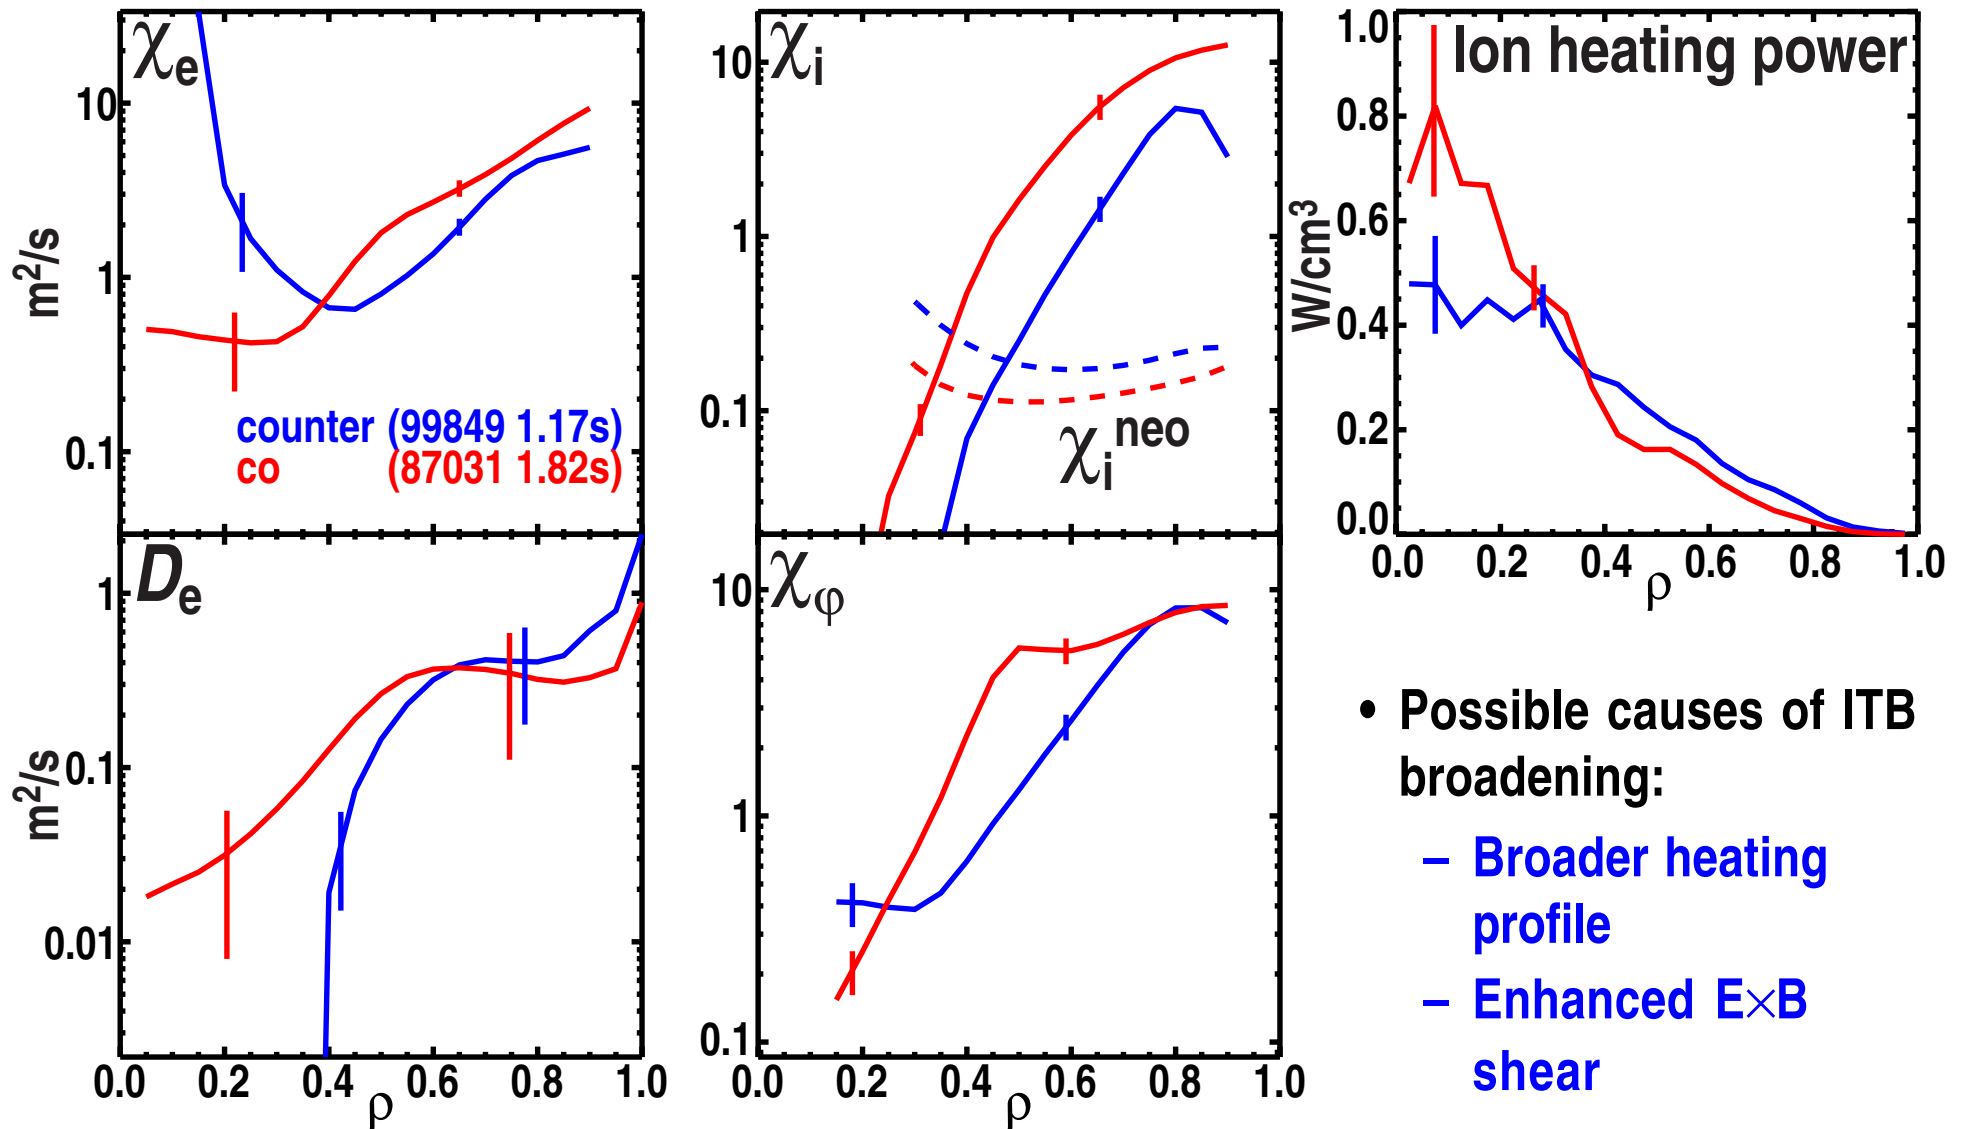 χe
10
1
0.1
m²/s
counter (99849 1.17s)
co (87031 1.82s)
χi
10
1
0.1
χi^neo
Ion heating power
1.0
0.8
0.6
0.4
0.2
0.0
W/cm³
0.0 0.2 0.4 0.6 0.8 1.0
ρ
De
1
0.1
0.01
m²/s
0.0 0.2 0.4 0.6 0.8 1.0
ρ
χφ
10
1
0.1
0.0 0.2 0.4 0.6 0.8 1.0
ρ
• Possible causes of ITB
broadening:
– Broader heating
profile
– Enhanced E×B
shear